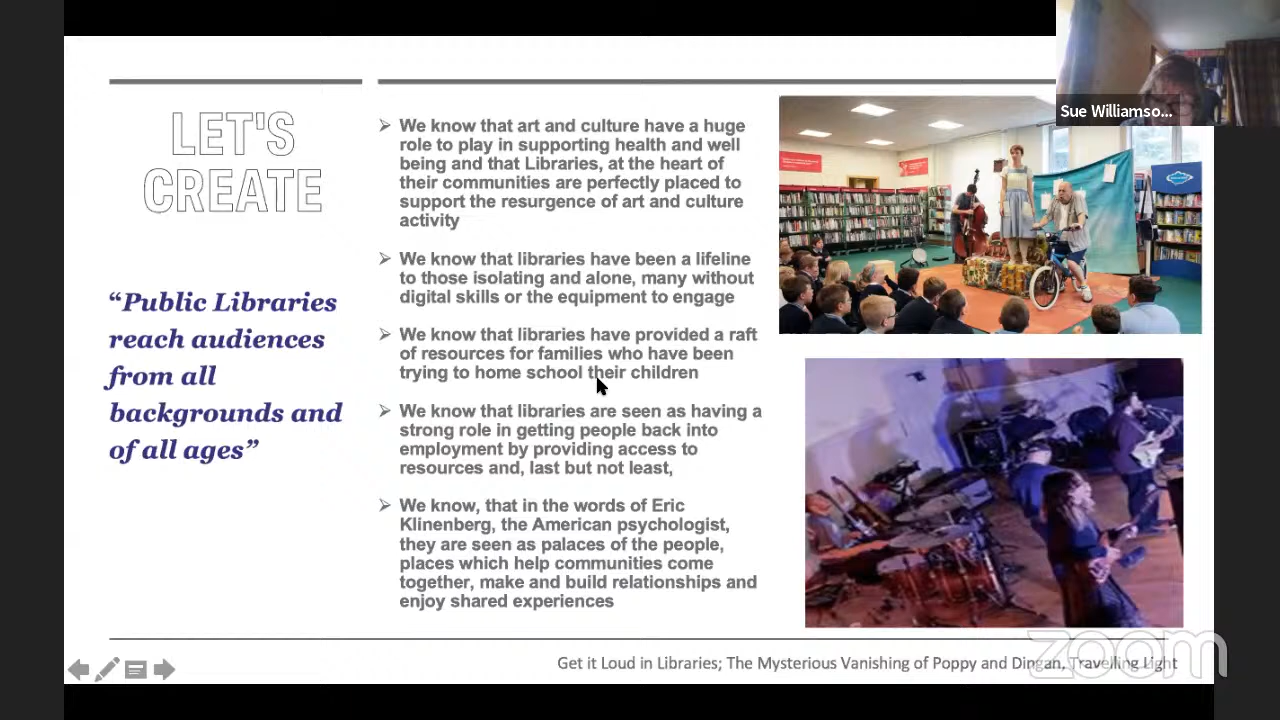 Sue Williamso...
LET'S
CREATE
“Public Libraries
reach audiences
from all
backgrounds and
of all ages”
We know that art and culture have a huge
role to play in supporting health and well
being and that Libraries, at the heart of
their communities are perfectly placed to
support the resurgence of art and culture
activity
We know that libraries have been a lifeline
to those isolating and alone, many without
digital skills or the equipment to engage
We know that libraries have provided a raft
of resources for families who have been
trying to home school their children
We know that libraries are seen as having a
strong role in getting people back into
employment by providing access to
resources and, last but not least,
We know, that in the words of Eric
Klinenberg, the American psychologist,
they are seen as palaces of the people,
places which help communities come
together, make and build relationships and
enjoy shared experiences
Get it Loud in Libraries; The Mysterious Vanishing of Poppy and Dingan, Travelling Light
zoom